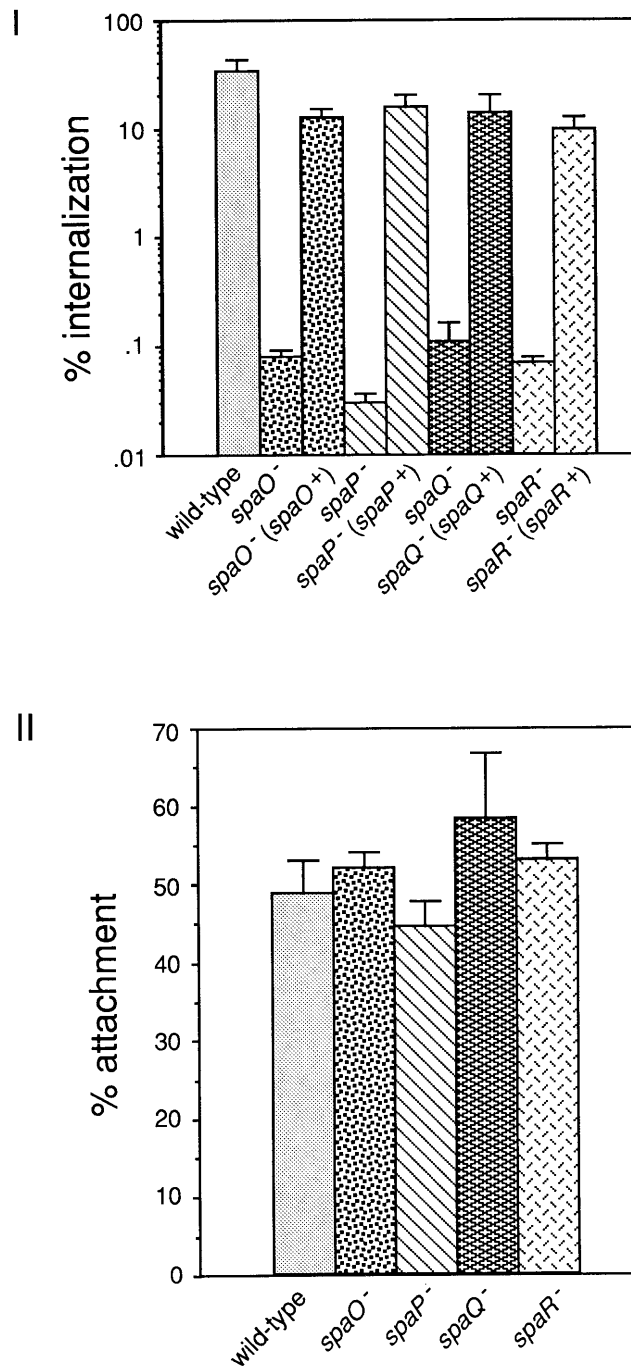 I
100
10
1
.1
.01
% internalization
wild-type
spaO-
spaO- (spaO+)
spaP-
spaP- (spaP+)
spaQ-
spaQ- (spaQ+)
spaR-
spaR- (spaR+)
II
70
60
50
40
30
20
10
0
% attachment
wild-type
spaO-
spaP-
spaQ-
spaR-